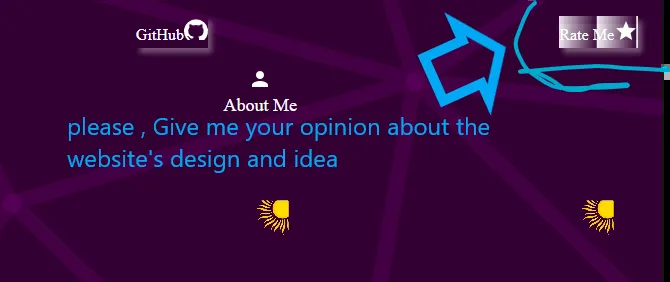 GitHub
Rate Me
About Me
please , Give me your opinion about the
website's design and idea